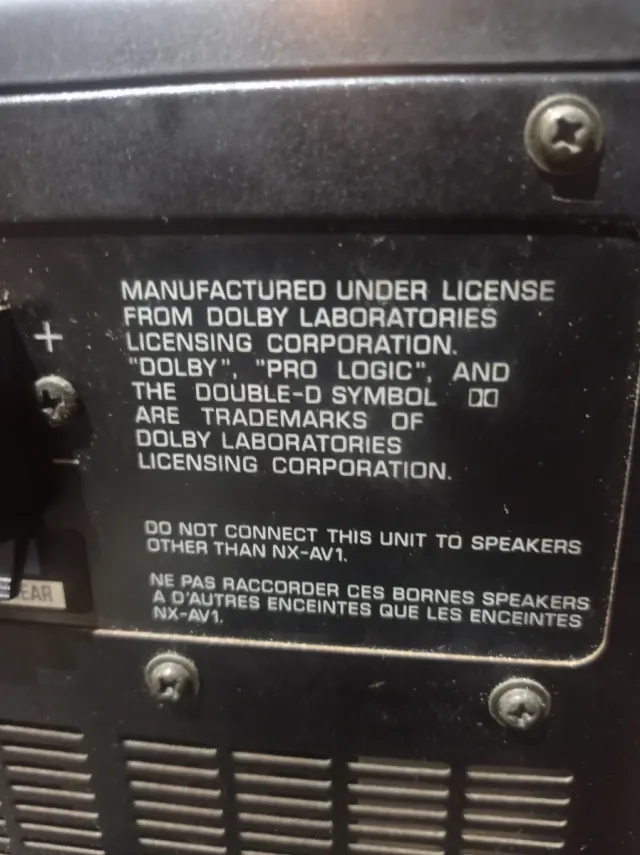 MANUFACTURED UNDER LICENSE
FROM DOLBY LABORATORIES
LICENSING CORPORATION.
"DOLBY", "PRO LOGIC", AND
THE DOUBLE-D SYMBOL
ARE TRADEMARKS OF
DOLBY LABORATORIES
LICENSING CORPORATION.
+
−
DO NOT CONNECT THIS UNIT TO SPEAKERS
OTHER THAN NX-AV1.
NE PAS RACCORDER CES BORNES SPEAKERS
A D'AUTRES ENCEINTES QUE LES ENCEINTES
NX-AV1.